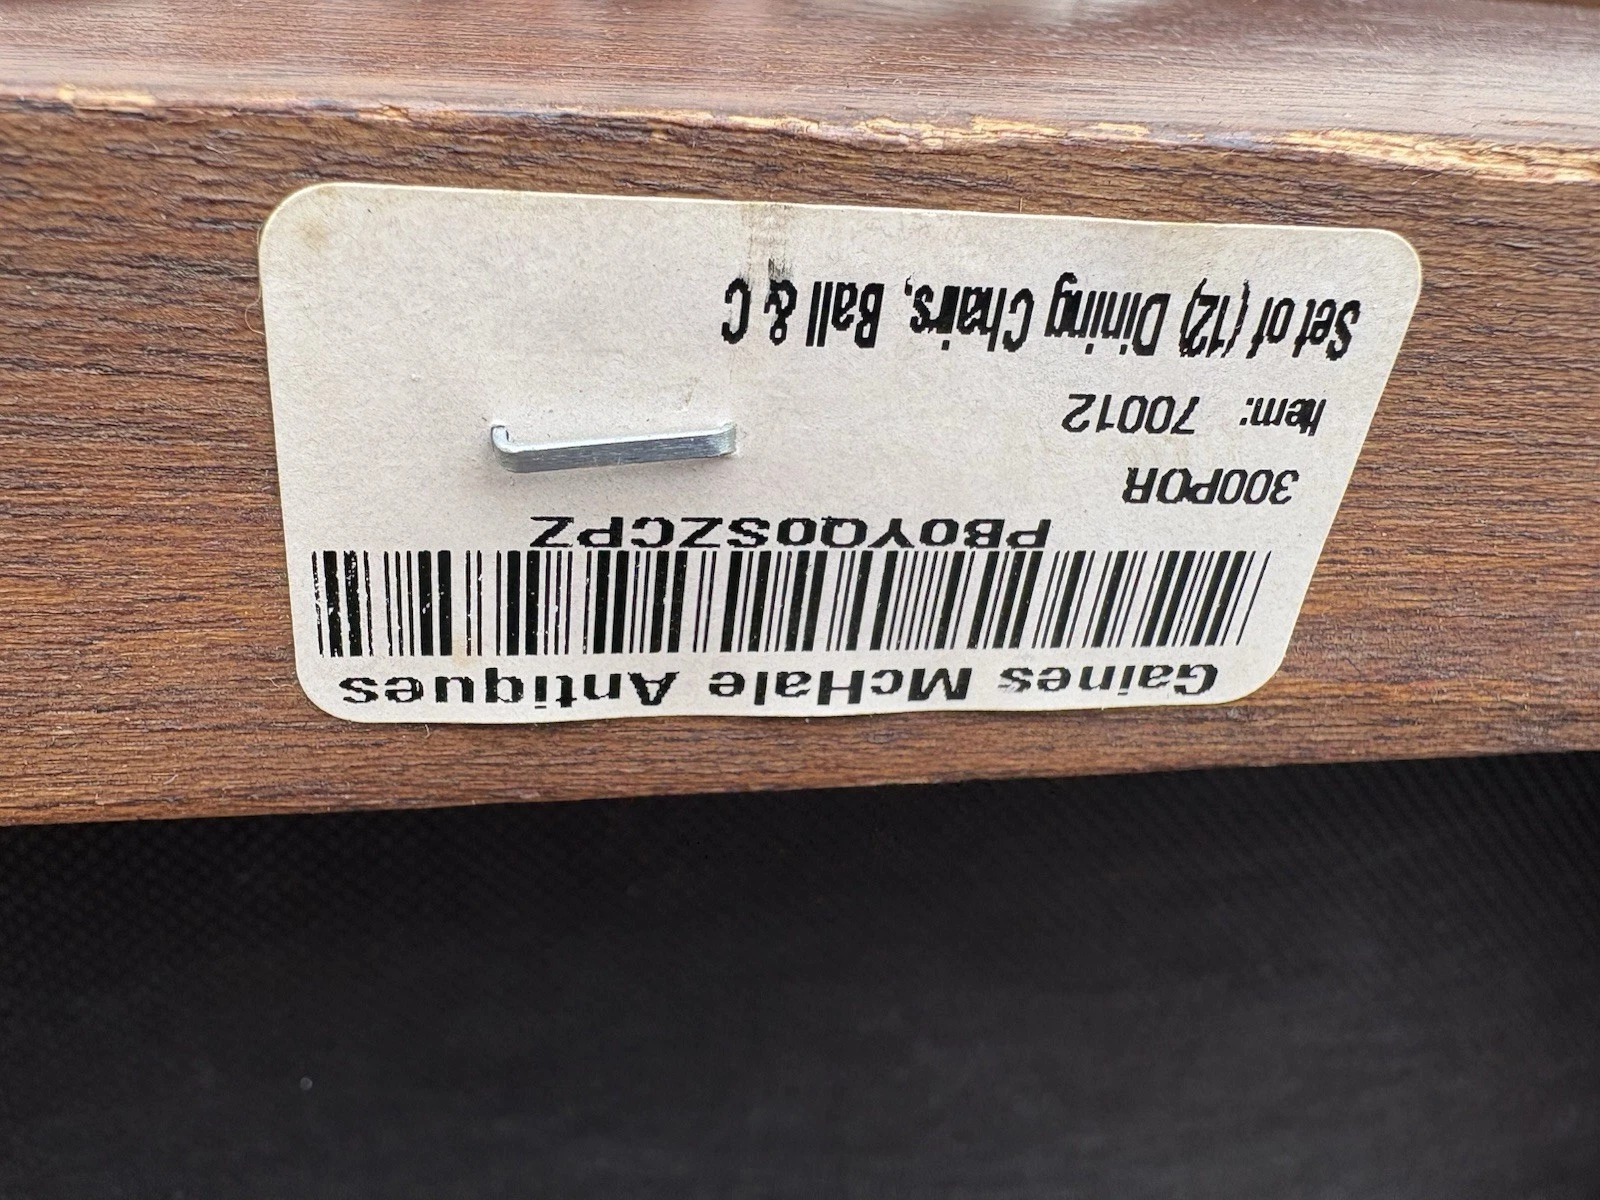 Gaines McHale Antiques
PB0YQ0SZCPZ
300POR
Item: 70012
Set of (12) Dining Chairs, Ball & C